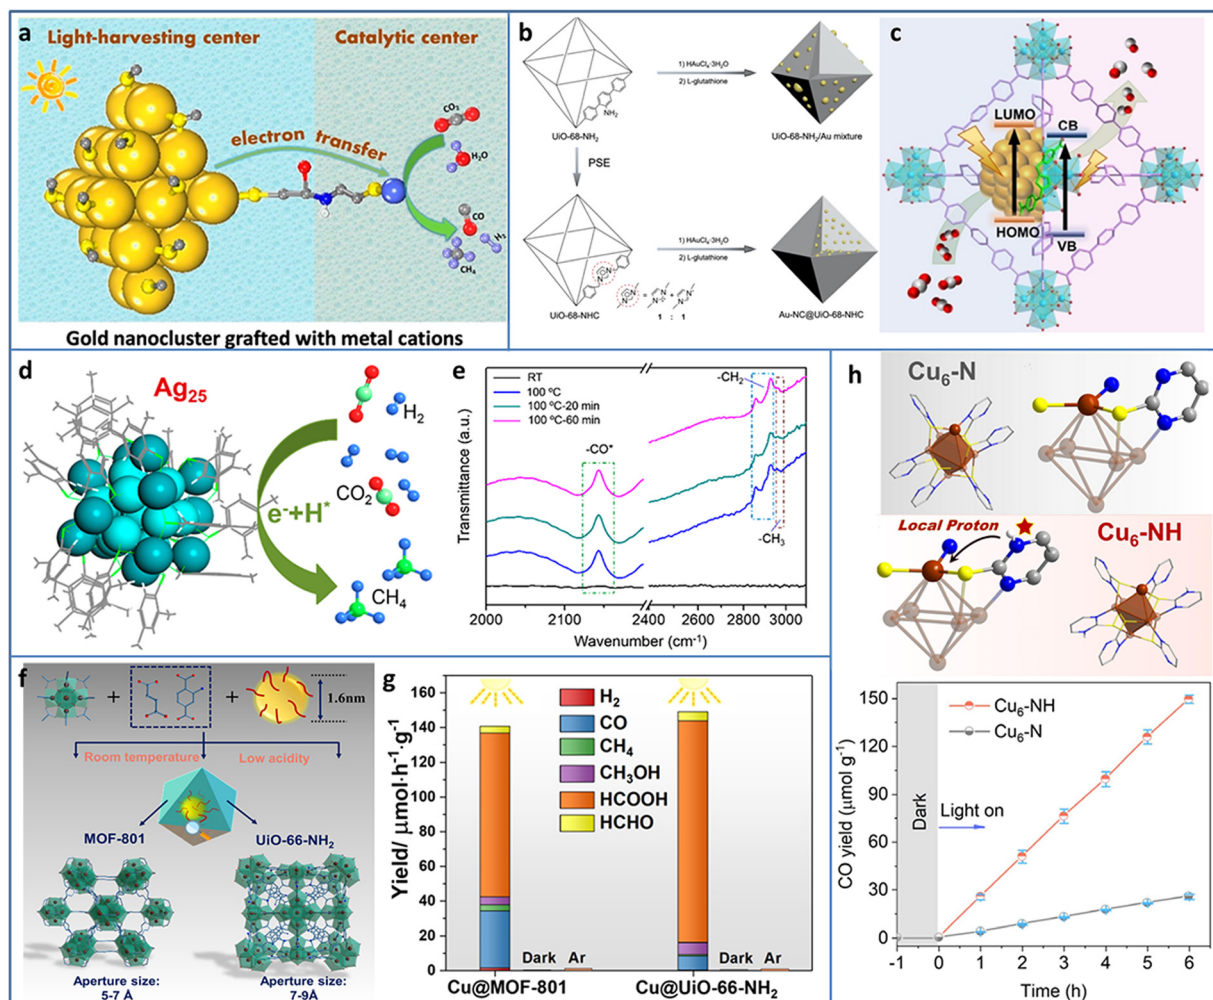 a
Light-harvesting center
Catalytic center
electron transfer
CO₂
H₂O
CO
H₂
CH₄
Gold nanocluster grafted with metal cations
b
1) HAuCl₄·3H₂O
2) L-glutathione
NH₂
UiO-68-NH₂
UiO-68-NH₂/Au mixture
PSE
1) HAuCl₄·3H₂O
2) L-glutathione
UiO-68-NHC
1 : 1
Au-NC@UiO-68-NHC
c
LUMO
CB
HOMO
VB
d
Ag₂₅
H₂
CO₂
e⁻+H*
CH₄
e
RT
100 ºC
100 ºC-20 min
100 ºC-60 min
-CH₂
-CO*
-CH₃
Transmittance (a.u.)
2000 2100 2400 2800 3000
Wavenumber (cm⁻¹)
f
+ +
1.6nm
Room temperature Low acidity
MOF-801
UiO-66-NH₂
Aperture size:
5-7 Å
Aperture size:
7-9Å
g
H₂
CO
CH₄
CH₃OH
HCOOH
HCHO
Yield/ μmol·h⁻¹·g⁻¹
160
140
120
100
80
60
40
20
0
Dark Ar
Dark Ar
Cu@MOF-801
Cu@UiO-66-NH₂
h
Cu₆-N
Local Proton
Cu₆-NH
Cu₆-NH
Cu₆-N
Dark
Light on
CO yield (μmol g⁻¹)
150
120
90
60
30
0
-1 0 1 2 3 4 5 6
Time (h)